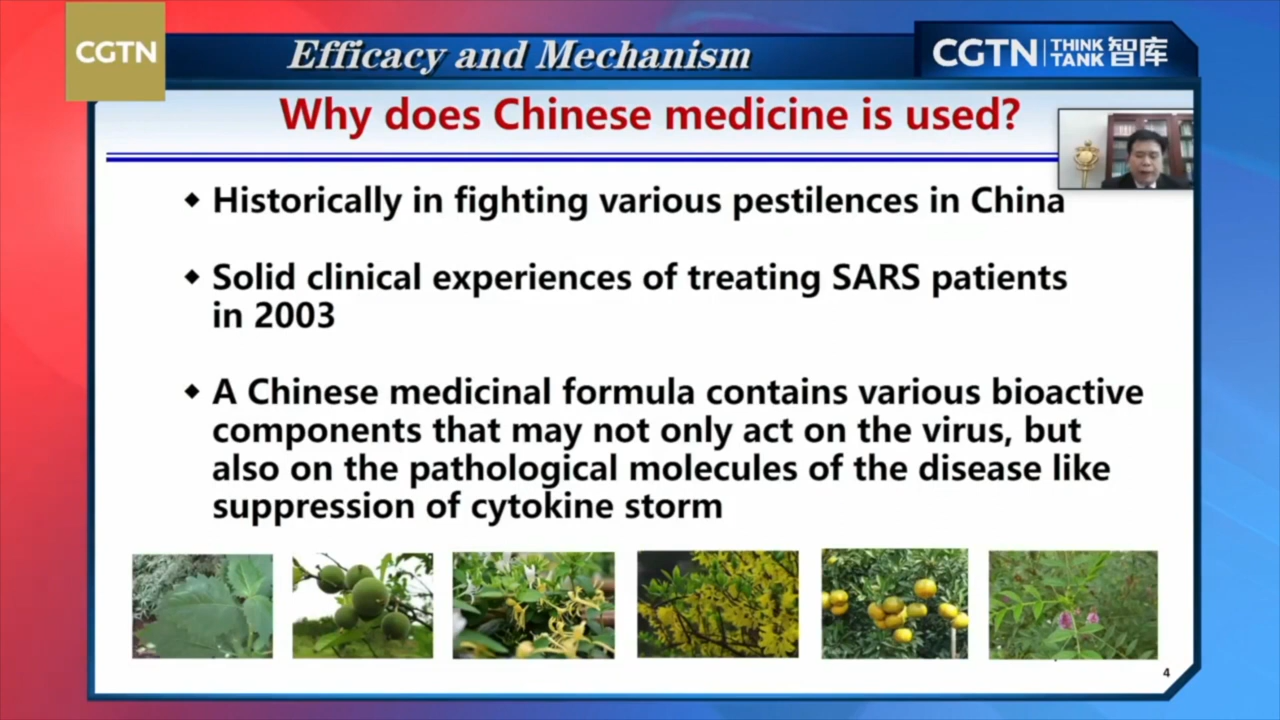 CGTN
Efficacy and Mechanism
CGTN THINK TANK 智库
Why does Chinese medicine is used?
◆ Historically in fighting various pestilences in China
◆ Solid clinical experiences of treating SARS patients
in 2003
◆ A Chinese medicinal formula contains various bioactive
components that may not only act on the virus, but
also on the pathological molecules of the disease like
suppression of cytokine storm
4